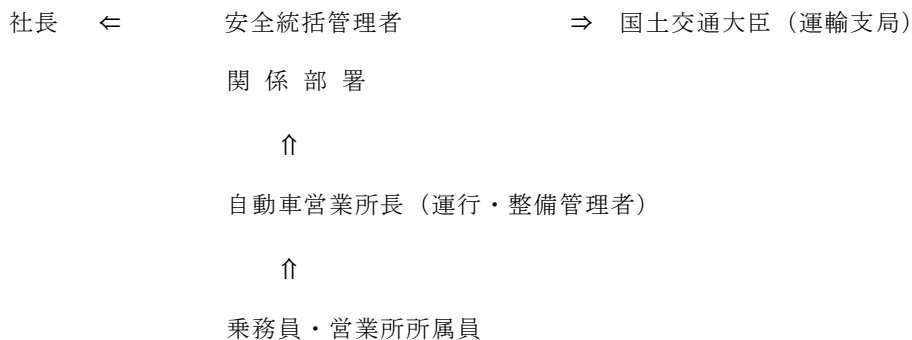 社長 ⇐ 安全統括管理者 ⇒ 国土交通大臣（運輸支局）
関 係 部 署
⇑
自動車営業所長（運行・整備管理者）
⇑
乗務員・営業所所属員